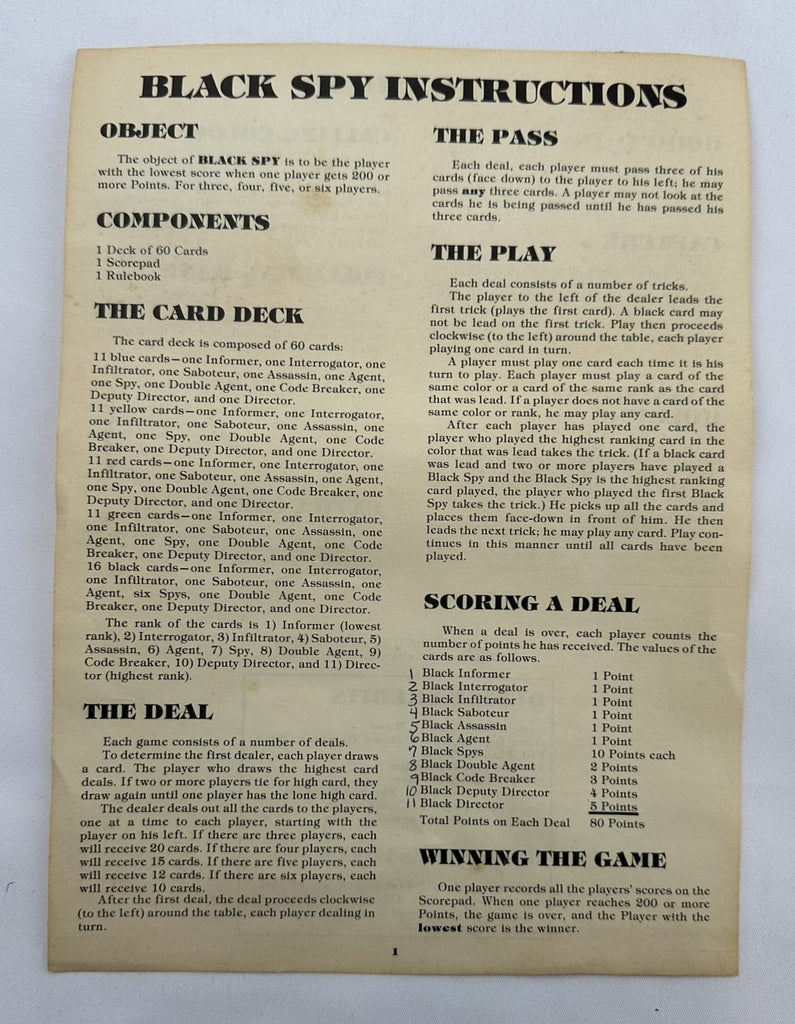 BLACK SPY INSTRUCTIONS
OBJECT
The object of BLACK SPY is to be the player
with the lowest score when one player gets 200 or
more Points. For three, four, five, or six players.
COMPONENTS
1 Deck of 60 Cards
1 Scorepad
1 Rulebook
THE CARD DECK
The card deck is composed of 60 cards:
11 blue cards—one Informer, one Interrogator, one
Infiltrator, one Saboteur, one Assassin, one Agent,
one Spy, one Double Agent, one Code Breaker, one
Deputy Director, and one Director.
11 yellow cards—one Informer, one Interrogator,
one Infiltrator, one Saboteur, one Assassin, one
Agent, one Spy, one Double Agent, one Code
Breaker, one Deputy Director, and one Director.
11 red cards—one Informer, one Interrogator, one
Infiltrator, one Saboteur, one Assassin, one Agent,
one Spy, one Double Agent, one Code Breaker, one
Deputy Director, and one Director.
11 green cards—one Informer, one Interrogator,
one Infiltrator, one Saboteur, one Assassin, one
Agent, one Spy, one Double Agent, one Code
Breaker, one Deputy Director, and one Director.
16 black cards—one Informer, one Interrogator,
one Infiltrator, one Saboteur, one Assassin, one
Agent, six Spys, one Double Agent, one Code
Breaker, one Deputy Director, and one Director.
The rank of the cards is 1) Informer (lowest
rank), 2) Interrogator, 3) Infiltrator, 4) Saboteur, 5)
Assassin, 6) Agent, 7) Spy, 8) Double Agent, 9)
Code Breaker, 10) Deputy Director, and 11) Direc-
tor (highest rank).
THE DEAL
Each game consists of a number of deals.
To determine the first dealer, each player draws
a card. The player who draws the highest card
deals. If two or more players tie for high card, they
draw again until one player has the lone high card.
The dealer deals out all the cards to the players,
one at a time to each player, starting with the
player on his left. If there are three players, each
will receive 20 cards. If there are four players, each
will receive 15 cards. If there are five players, each
will receive 12 cards. If there are six players, each
will receive 10 cards.
After the first deal, the deal proceeds clockwise
(to the left) around the table, each player dealing in
turn.
THE PASS
Each deal, each player must pass three of his
cards (face down) to the player to his left; he may
pass any three cards. A player may not look at the
cards he is being passed until he has passed his
three cards.
THE PLAY
Each deal consists of a number of tricks.
The player to the left of the dealer leads the
first trick (plays the first card). A black card may
not be lead on the first trick. Play then proceeds
clockwise (to the left) around the table, each player
playing one card in turn.
A player must play one card each time it is his
turn to play. Each player must play a card of the
same color or a card of the same rank as the card
that was lead. If a player does not have a card of the
same color or rank, he may play any card.
After each player has played one card, the
player who played the highest ranking card in the
color that was lead takes the trick. (If a black card
was lead and two or more players have played a
Black Spy and the Black Spy is the highest ranking
card played, the player who played the first Black
Spy takes the trick.) He picks up all the cards and
places them face-down in front of him. He then
leads the next trick; he may play any card. Play con-
tinues in this manner until all cards have been
played.
SCORING A DEAL
When a deal is over, each player counts the
number of points he has received. The values of the
cards are as follows.
1 Black Informer 1 Point
2 Black Interrogator 1 Point
3 Black Infiltrator 1 Point
4 Black Saboteur 1 Point
5 Black Assassin 1 Point
6 Black Agent 1 Point
7 Black Spys 10 Points each
8 Black Double Agent 2 Points
9 Black Code Breaker 3 Points
10 Black Deputy Director 4 Points
11 Black Director 5 Points
Total Points on Each Deal 80 Points
WINNING THE GAME
One player records all the players' scores on the
Scorepad. When one player reaches 200 or more
Points, the game is over, and the Player with the
lowest score is the winner.
1